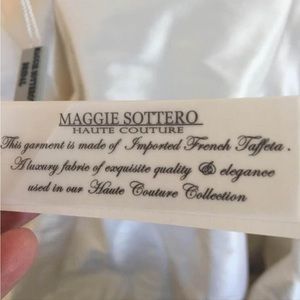 MAGGIE SOTTERO
HAUTE COUTURE
This garment is made of Imported French Taffeta.
A luxury fabric of exquisite quality & elegance
used in our Haute Couture Collection